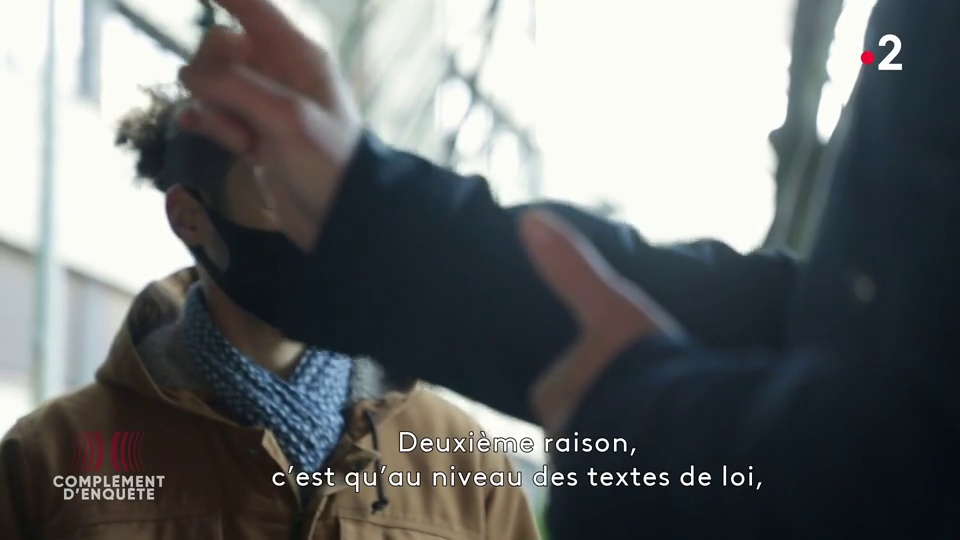 2
Deuxième raison,
c'est qu'au niveau des textes de loi,
COMPLEMENT
D'ENQUÊTE